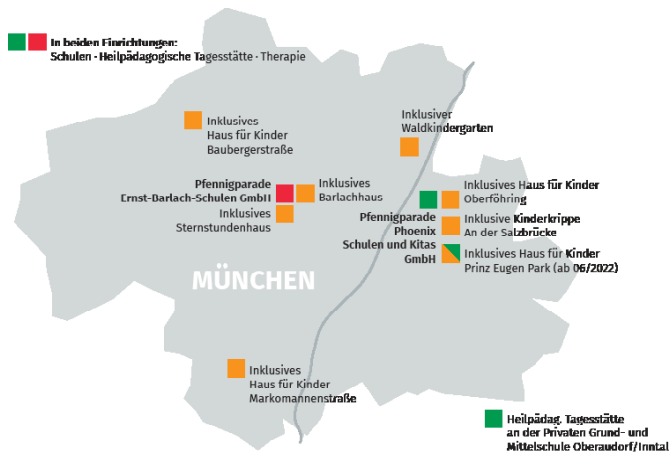 In beiden Einrichtungen:
Schulen · Heilpädagogische Tagesstätte · Therapie
Inklusives
Haus für Kinder
Baubergerstraße
Inklusiver
Waldkindergarten
Pfennigparade
Ernst-Barlach-Schulen GmbH
Inklusives
Barlachhaus
Inklusives
Sternstundenhaus
Inklusives Haus für Kinder
Oberföhring
Pfennigparade
Phoenix
Schulen und Kitas
GmbH
Inklusive Kinderkrippe
An der Salzbrücke
Inklusives Haus für Kinder
Prinz Eugen Park (ab 06/2022)
MÜNCHEN
Inklusives
Haus für Kinder
Markomannenstraße
Heilpädag. Tagesstätte
an der Privaten Grund- und
Mittelschule Oberaudorf/Inntal